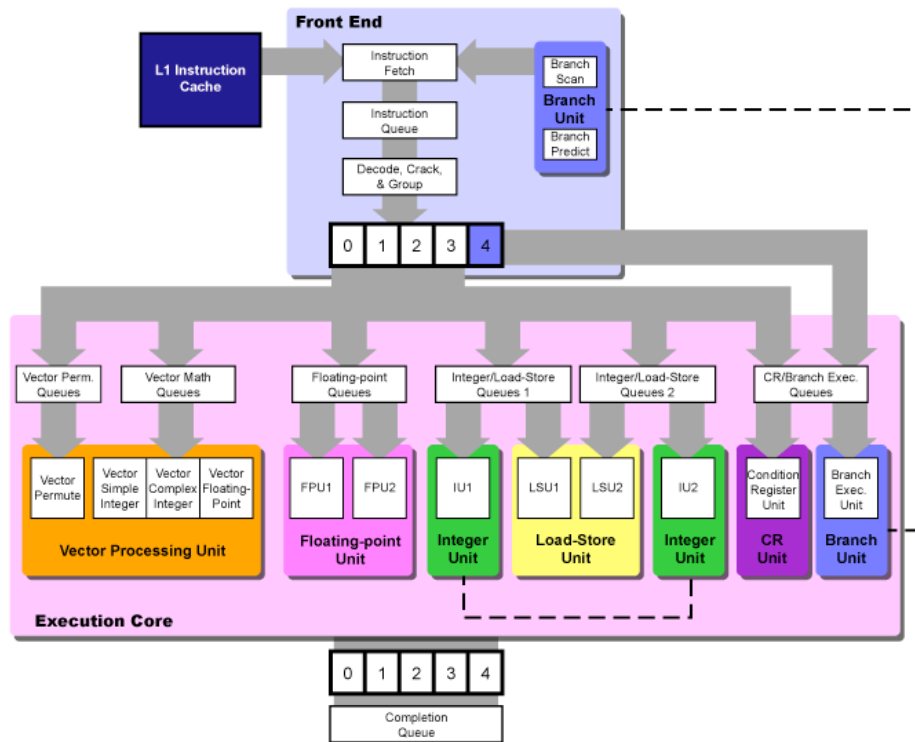 Front End
L1 Instruction
Cache
Instruction
Fetch
Branch
Scan
Branch
Unit
Branch
Predict
Instruction
Queue
Decode, Crack,
& Group
0 1 2 3 4
Vector Perm.
Queues
Vector Math
Queues
Floating-point
Queues
Integer/Load-Store
Queues 1
Integer/Load-Store
Queues 2
CR/Branch Exec.
Queues
Vector
Permute
Vector
Simple
Integer
Vector
Complex
Integer
Vector
Floating-
Point
Vector Processing Unit
FPU1
FPU2
Floating-point
Unit
IU1
Integer
Unit
LSU1
LSU2
Load-Store
Unit
IU2
Integer
Unit
Condition
Register
Unit
CR
Unit
Branch
Exec.
Unit
Branch
Unit
Execution Core
0 1 2 3 4
Completion
Queue